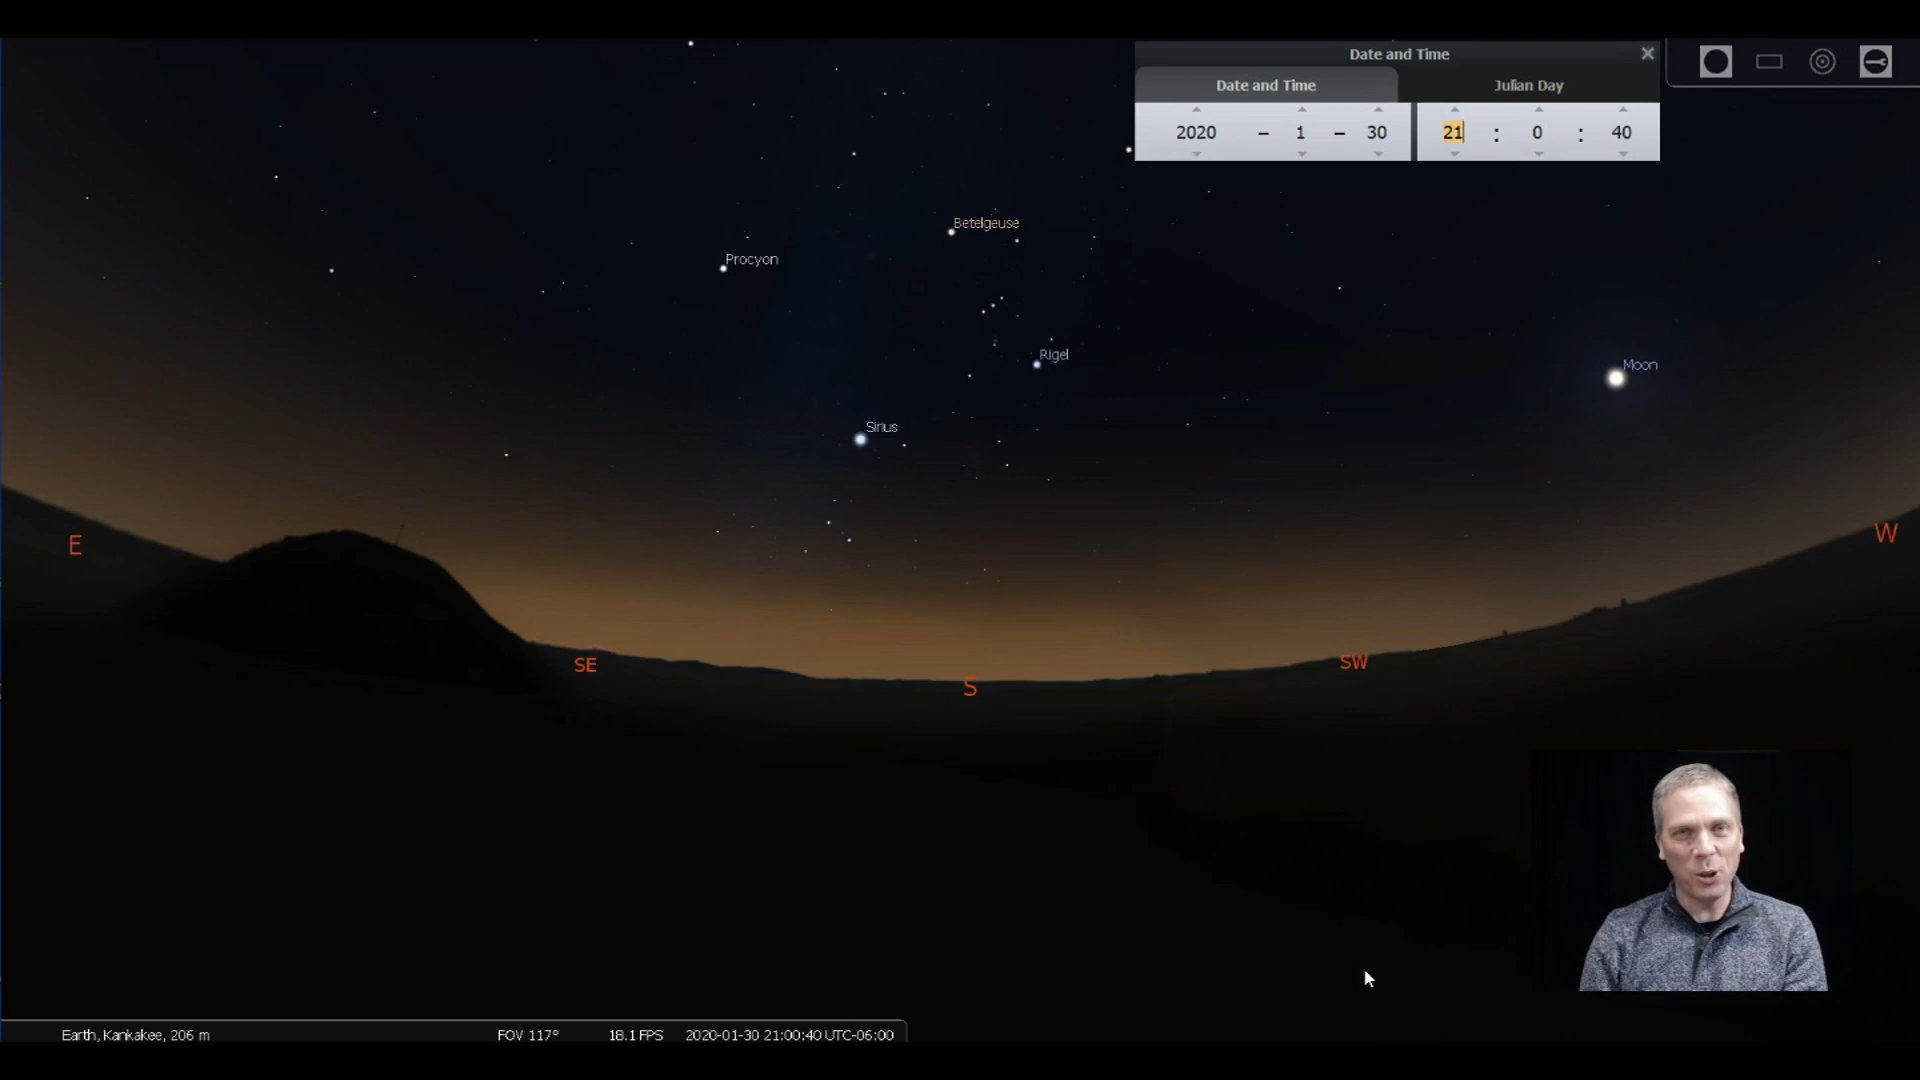 Date and Time
Date and Time Julian Day
2020 – 1 – 30 21 : 0 : 40
Betelgeuse
Procyon
Rigel
Moon
Sirius
E
W
SE
SW
S
Earth, Kankakee, 206 m FOV 117° 18.1 FPS 2020-01-30 21:00:40 UTC-06:00